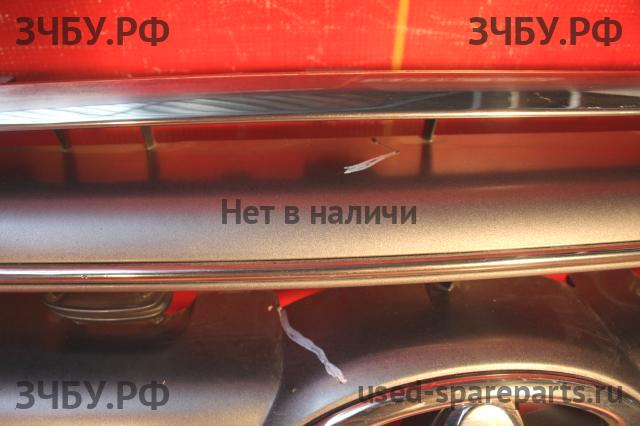 ЗЧБУ.РФ ЗЧБУ.РФ
Нет в наличи
ЗЧБУ.РФ used-spareparts.ru